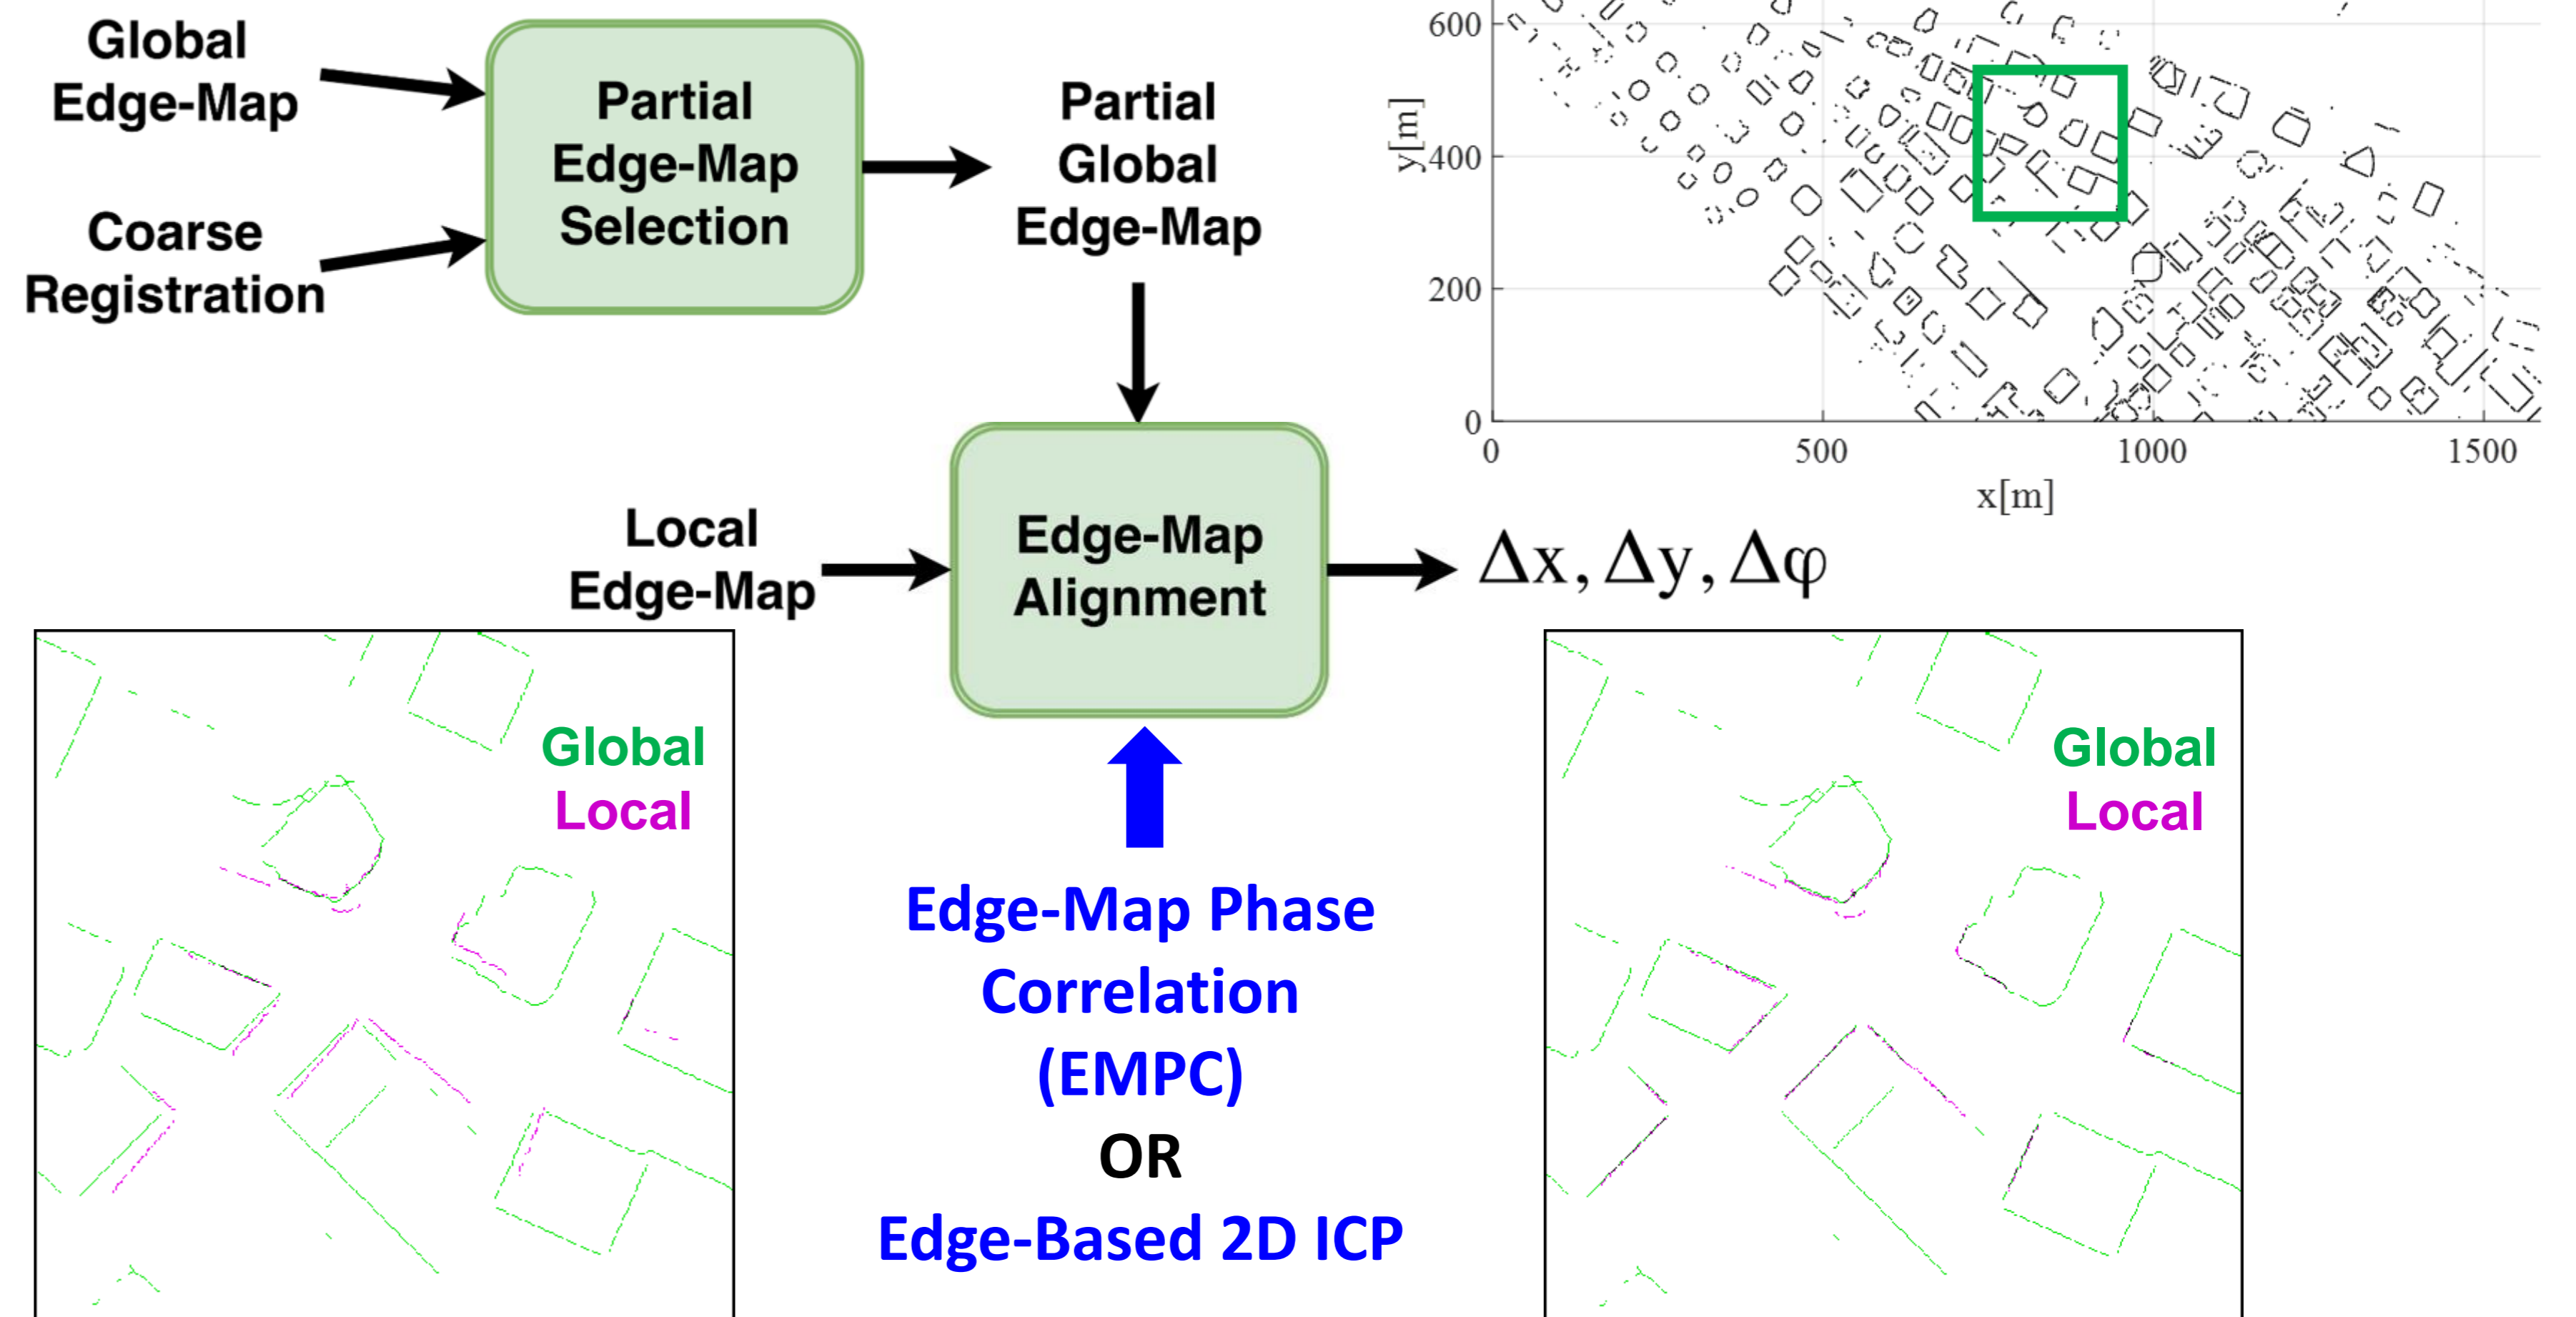 Global
Edge-Map
Coarse
Registration
Partial
Edge-Map
Selection
Partial
Global
Edge-Map
600
400
200
0
y[m]
0 500 1000 1500
x[m]
Local
Edge-Map
Edge-Map
Alignment
Δx, Δy, Δφ
Global
Local
Edge-Map Phase
Correlation
(EMPC)
OR
Edge-Based 2D ICP
Global
Local